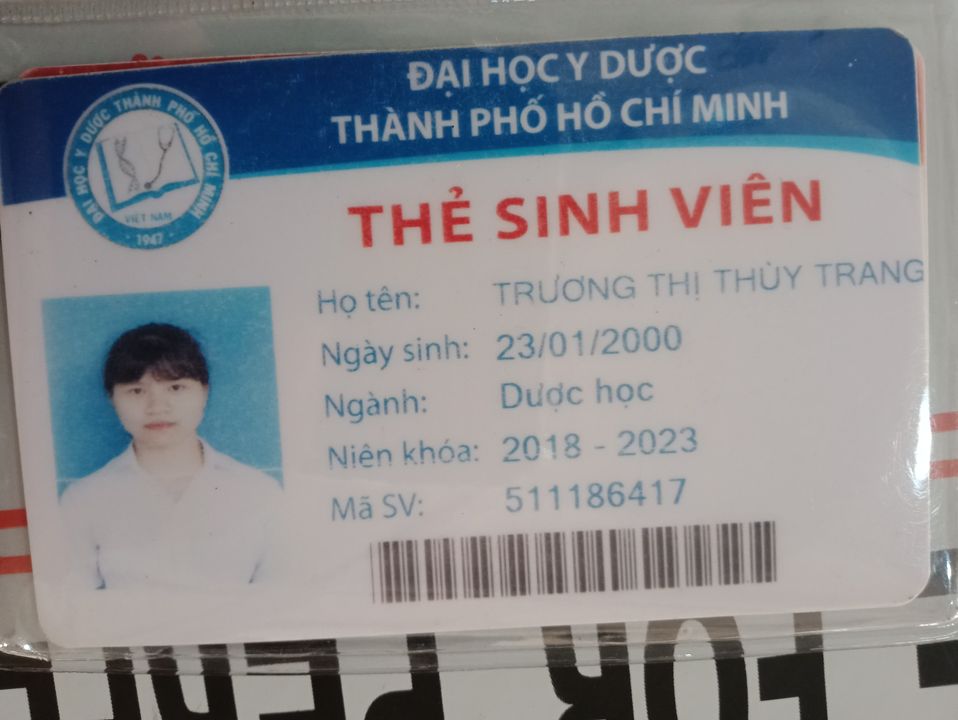 ĐẠI HỌC Y DƯỢC
THÀNH PHỐ HỒ CHÍ MINH
ĐẠI HỌC Y DƯỢC THÀNH PHỐ HỒ CHÍ MINH
VIỆT NAM
· 1947 ·
THẺ SINH VIÊN
Họ tên: TRƯƠNG THỊ THÙY TRANG
Ngày sinh: 23/01/2000
Ngành: Dược học
Niên khóa: 2018 - 2023
Mã SV: 511186417
FOR